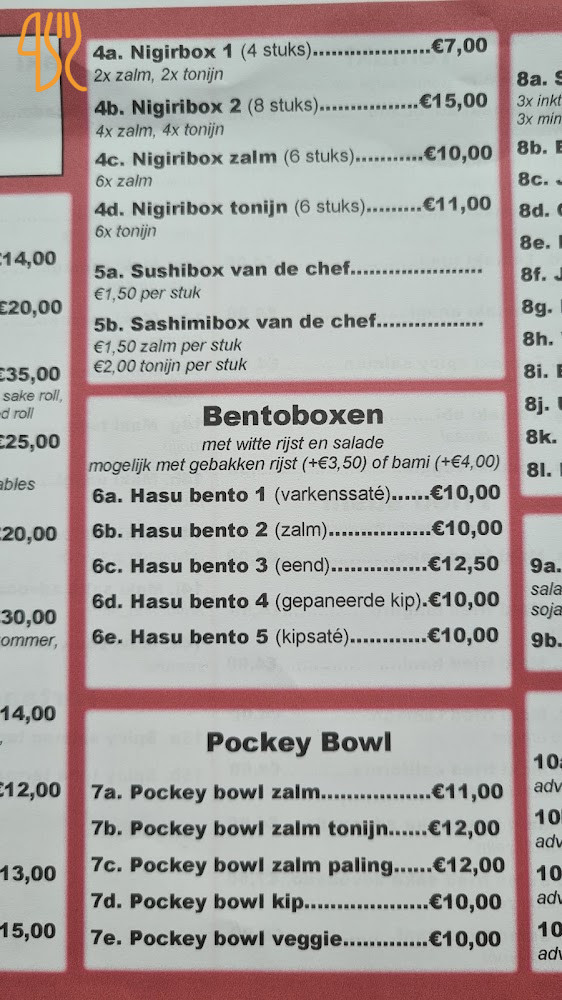 4a. Nigirbox 1 (4 stuks)...................€7,00
2x zalm, 2x tonijn
4b. Nigiribox 2 (8 stuks)................€15,00
4x zalm, 4x tonijn
4c. Nigiribox zalm (6 stuks)...........€10,00
6x zalm
4d. Nigiribox tonijn (6 stuks).........€11,00
6x tonijn
5a. Sushibox van de chef.....................
€1,50 per stuk
5b. Sashimibox van de chef.................
€1,50 zalm per stuk
€2,00 tonijn per stuk
Bentoboxen
met witte rijst en salade
mogelijk met gebakken rijst (+€3,50) of bami (+€4,00)
6a. Hasu bento 1 (varkenssaté)......€10,00
6b. Hasu bento 2 (zalm).................€10,00
6c. Hasu bento 3 (eend)................€12,50
6d. Hasu bento 4 (gepaneerde kip).€10,00
6e. Hasu bento 5 (kipsaté)............€10,00
Pockey Bowl
7a. Pockey bowl zalm..................€11,00
7b. Pockey bowl zalm tonijn......€12,00
7c. Pockey bowl zalm paling......€12,00
7d. Pockey bowl kip....................€10,00
7e. Pockey bowl veggie..............€10,00
€14,00
€20,00
€35,00
sake roll,
d roll
€25,00
ables
€20,00
€30,00
ommer,
14,00
€12,00
13,00
15,00
8a. S
3x inkt
3x min
8b.
8c.
8d.
8e.
8f.
8g.
8h.
8i.
8j.
8k.
8l.
9a.
sala
soja
9b.
10a
adv
10
adv
10
adv
10
adv